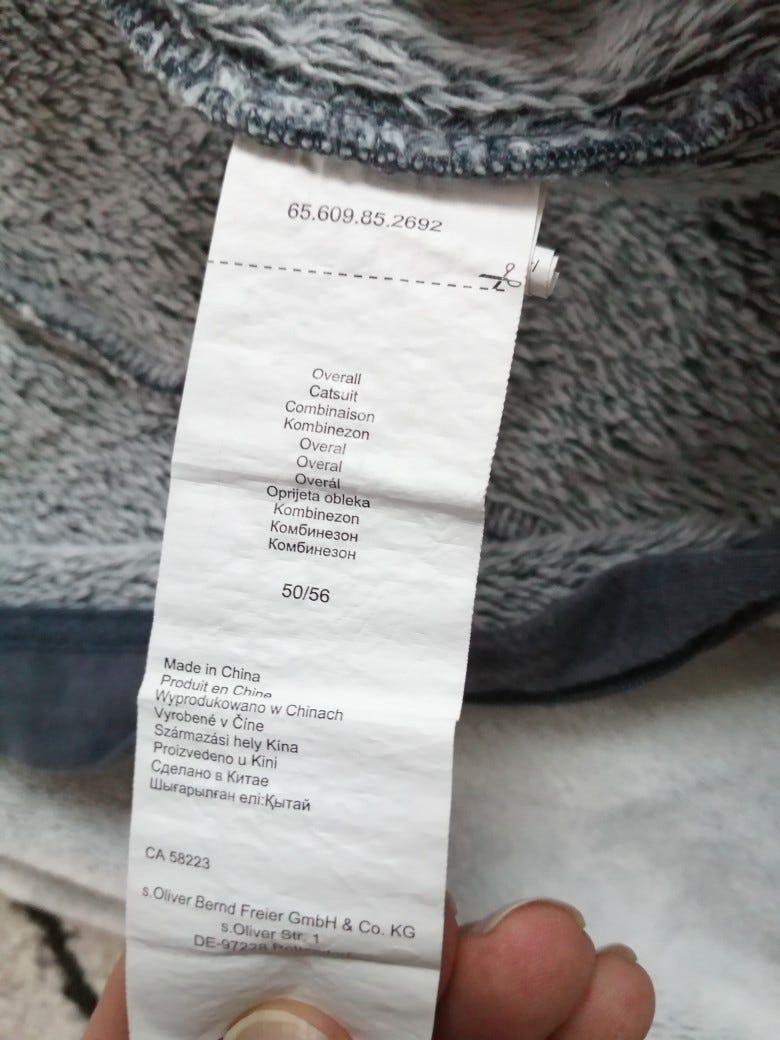 65.609.85.2692
Overall
Catsuit
Combinaison
Kombinezon
Overal
Overal
Overál
Oprijeta obleka
Kombinezon
Комбинезон
Комбинезон
50/56
Made in China
Produit en Chine
Wyprodukowano w Chinach
Vyrobené v Číne
Származási hely Kína
Proizvedeno u Kini
Сделано в Китае
Шығарылған елі:Қытай
CA 58223
s.Oliver Bernd Freier GmbH & Co. KG
s.Oliver Str. 1
DE-97228